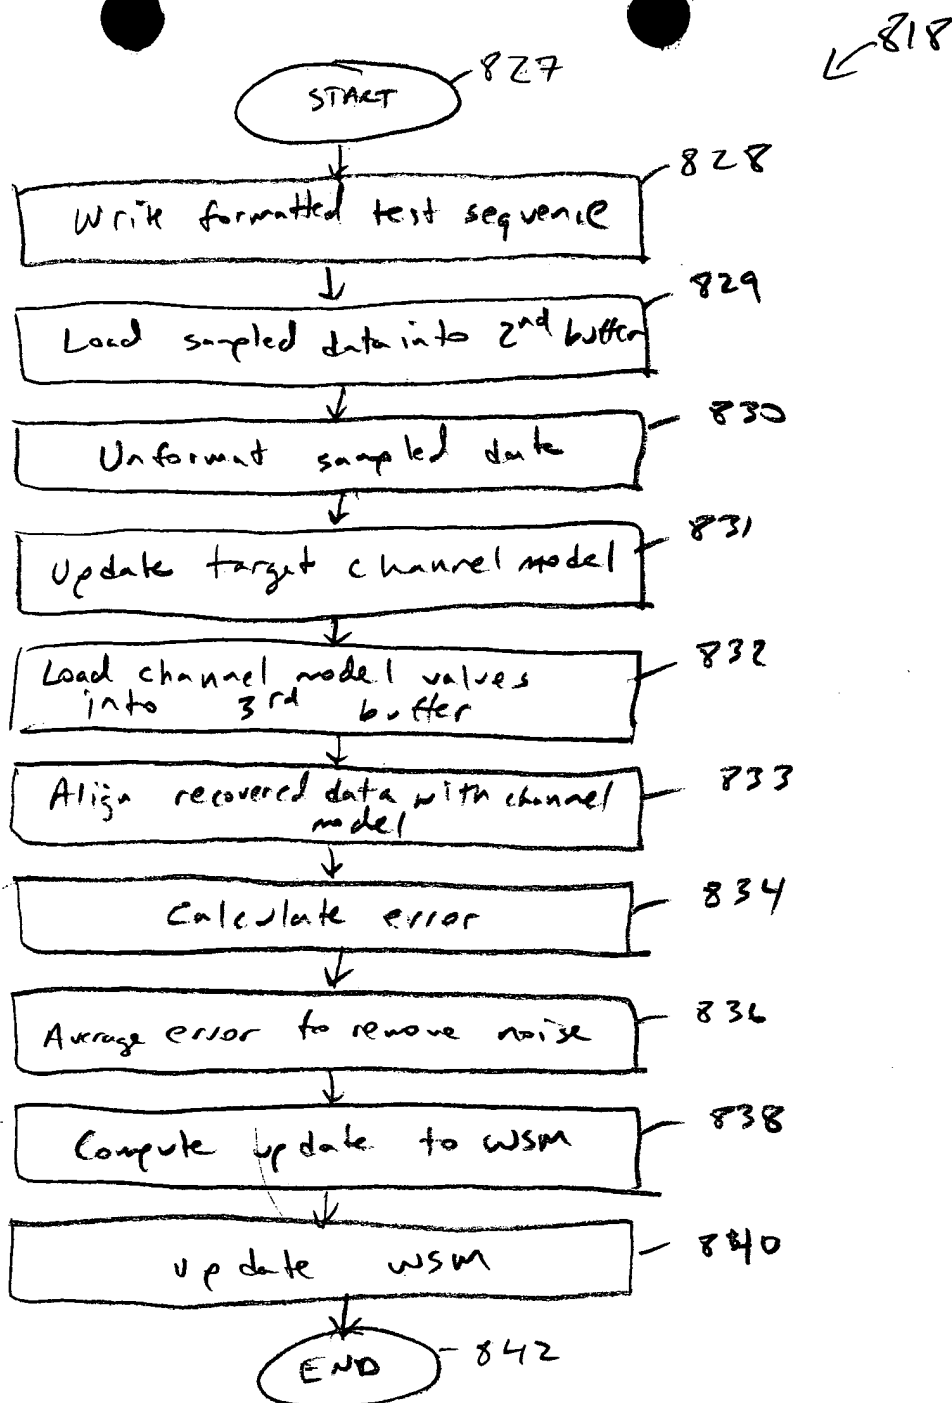 818
827
START
828
Write formatted test sequence
829
Load sampled data into 2nd buffer
830
Unformat sampled data
831
Update target channel model
832
Load channel model values
into 3rd buffer
833
Align recovered data with channel
model
834
Calculate error
836
Average error to remove noise
838
Compute update to WSM
840
update WSM
842
END